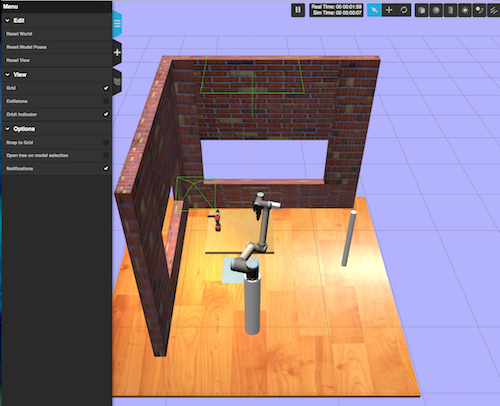 Menu
Edit
Reset World
Reset Model Poses
Reset View
View
Grid
Collisions
Orbit Indicator
Options
Snap to Grid
Open tree on model selection
Notifications
Real Time: 00 00:01:59
Sim Time: 00 00:00:07